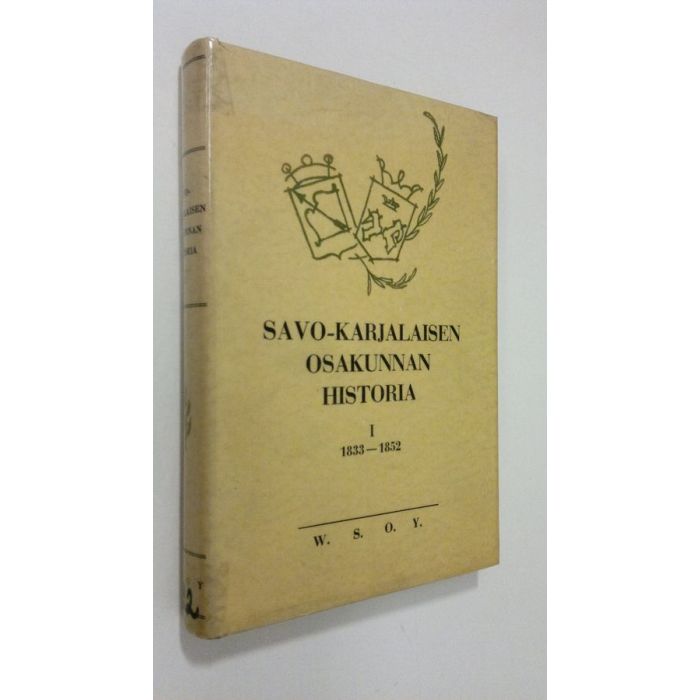 SAVO-KARJALAISEN
OSAKUNNAN
HISTORIA
I
1833—1852
W. S. O. Y.